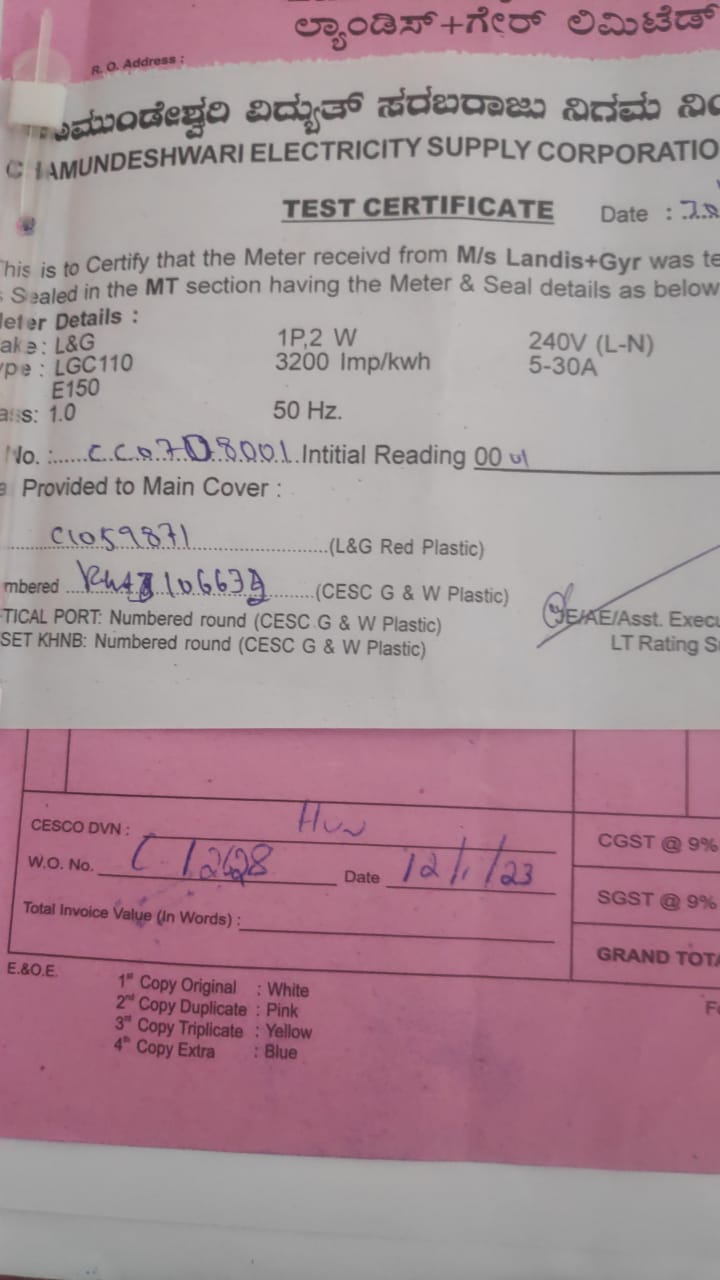 ಲ್ಯಾಂಡಿಸ್+ಗೇರ್ ಲಿಮಿಟೆಡ್
R. O. Address :
ವಿದ್ಯುತ್ ಸರಬರಾಜು ನಿಗಮ
CHAMUNDESHWARI ELECTRICITY SUPPLY CORPORATIO
TEST CERTIFICATE Date :
This is to Certify that the Meter receivd from M/s Landis+Gyr was te
Sealed in the MT section having the Meter & Seal details as below
eter Details :
ake : L&G 1P,2 W 240V (L-N)
ype : LGC110 3200 Imp/kwh 5-30A
E150
ass: 1.0 50 Hz.
No. : CC0708001 Intitial Reading 00
Provided to Main Cover :
C1059871 (L&G Red Plastic)
mbered (CESC G & W Plastic)
TICAL PORT: Numbered round (CESC G & W Plastic) JE/AE/Asst. Execu
SET KHNB: Numbered round (CESC G & W Plastic) LT Rating S
CESCO DVN : Hun CGST @ 9%
W.O. No. Date 12/1/23
SGST @ 9%
Total Invoice Value (In Words) :
GRAND TOTA
E.&O.E. 1st Copy Original : White
2nd Copy Duplicate : Pink
3rd Copy Triplicate : Yellow
4th Copy Extra : Blue